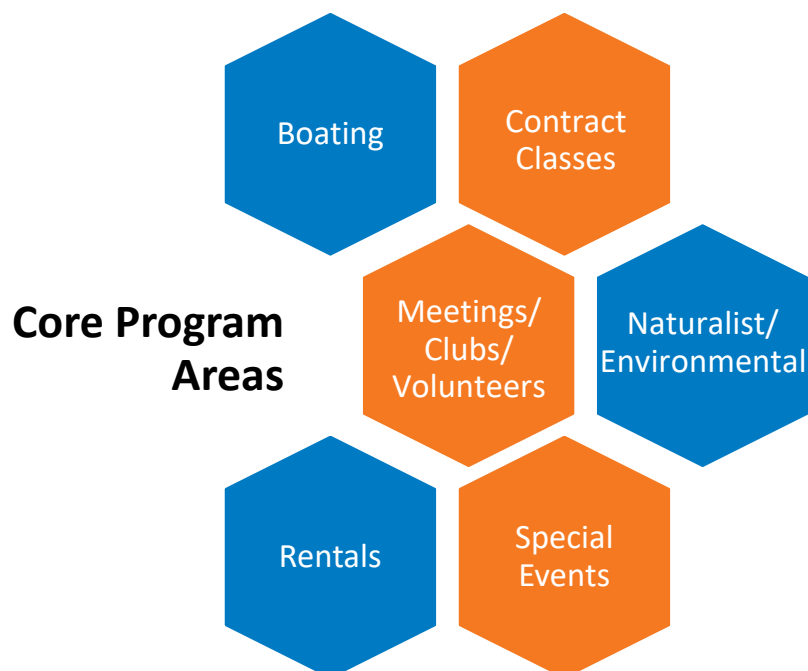 Boating
Contract
Classes
Core Program
Areas
Meetings/
Clubs/
Volunteers
Naturalist/
Environmental
Rentals
Special
Events